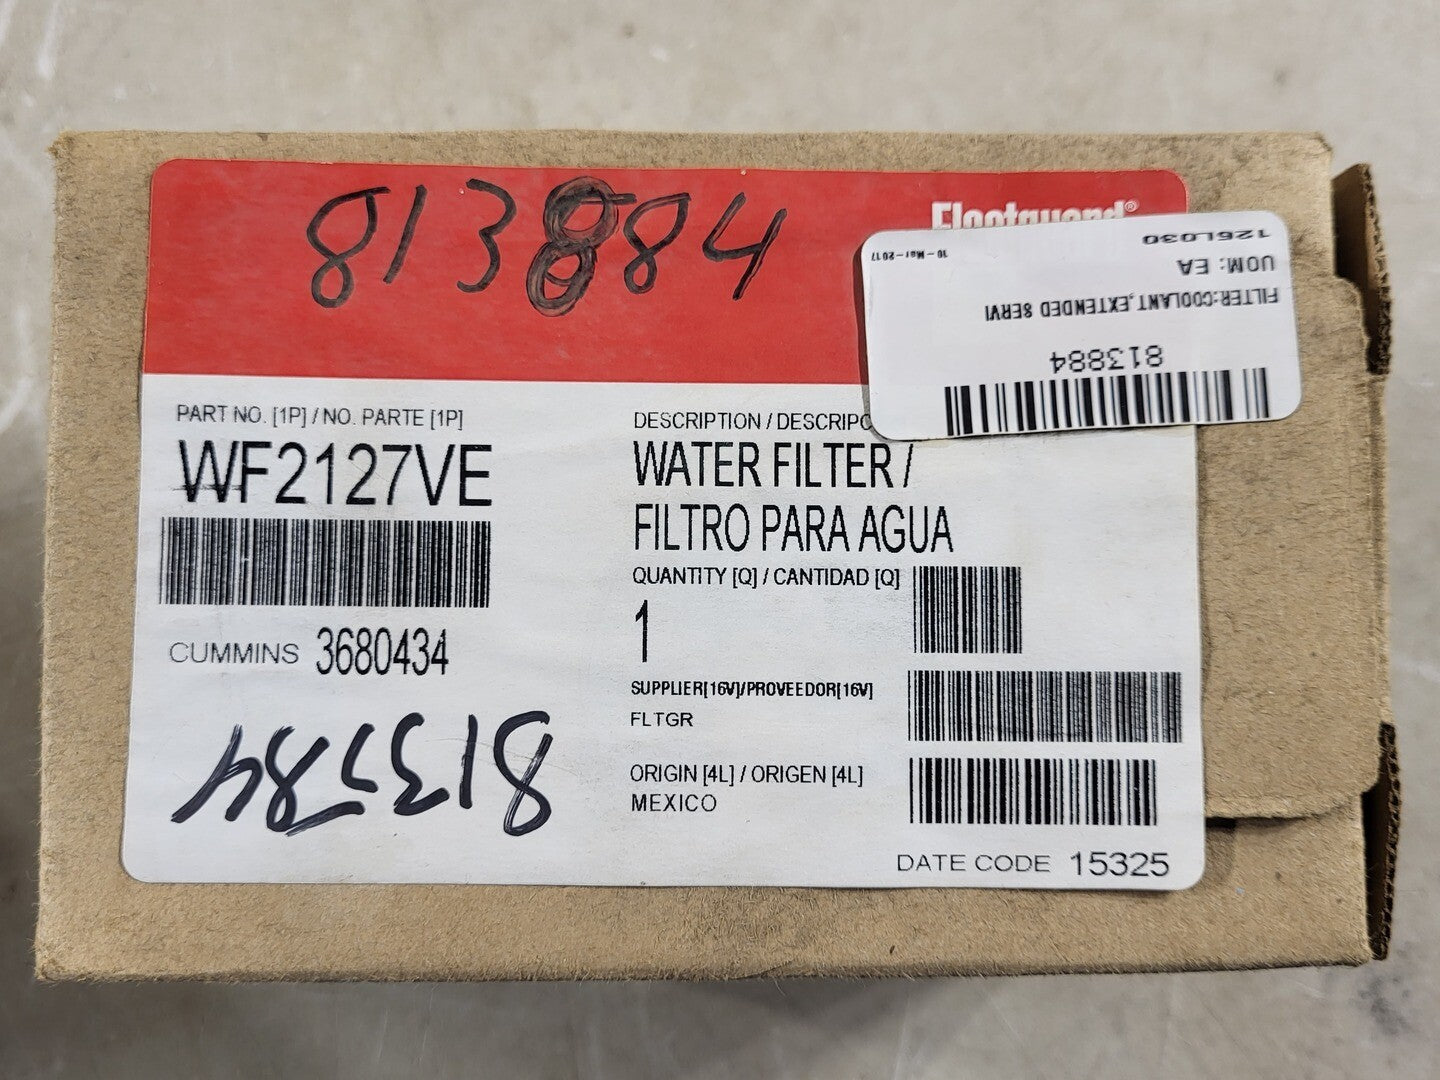 813884
Fleetguard®
PART NO. [1P] / NO. PARTE [1P]
WF2127VE
CUMMINS 3680434
DESCRIPTION / DESCRIPC
WATER FILTER /
FILTRO PARA AGUA
QUANTITY [Q] / CANTIDAD [Q]
1
SUPPLIER[16V]/PROVEEDOR[16V]
FLTGR
ORIGIN [4L] / ORIGEN [4L]
MEXICO
DATE CODE 15325
813884
FILTER:COOLANT,EXTENDED SERVI
UOM: EA
126L030
10-Mar-2017